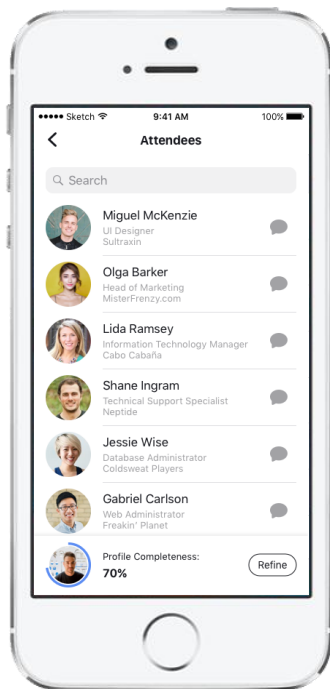 Sketch 9:41 AM 100%
Attendees
Search
Miguel McKenzie
UI Designer
Sultraxin
Olga Barker
Head of Marketing
MisterFrenzy.com
Lida Ramsey
Information Technology Manager
Cabo Cabaña
Shane Ingram
Technical Support Specialist
Neptide
Jessie Wise
Database Administrator
Coldsweat Players
Gabriel Carlson
Web Administrator
Freakin' Planet
Profile Completeness:
70%
Refine